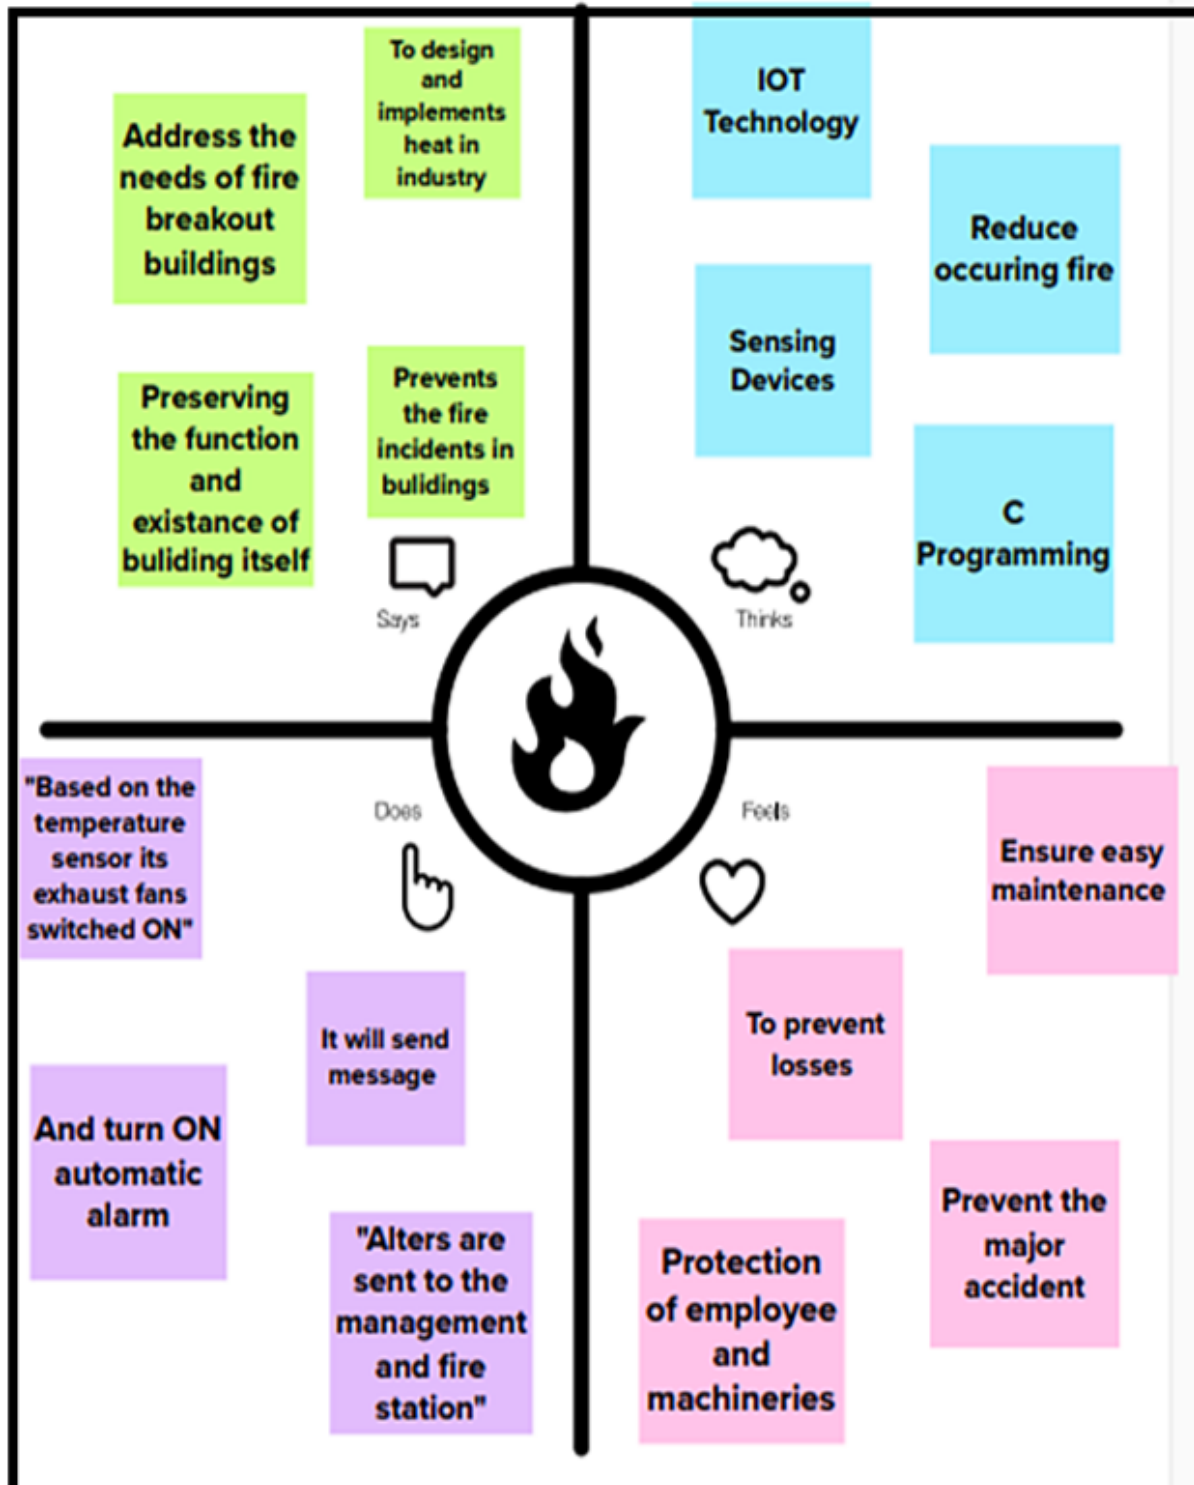 To design
and
implements
heat in
industry
Address the
needs of fire
breakout
buildings
Preserving
the function
and
existance of
buliding itself
Prevents
the fire
incidents in
bulidings
Says
IOT
Technology
Reduce
occuring fire
Sensing
Devices
C
Programming
Thinks
"Based on the
temperature
sensor its
exhaust fans
switched ON"
Does
It will send
message
And turn ON
automatic
alarm
"Alters are
sent to the
management
and fire
station"
Feels
Ensure easy
maintenance
To prevent
losses
Prevent the
major
accident
Protection
of employee
and
machineries